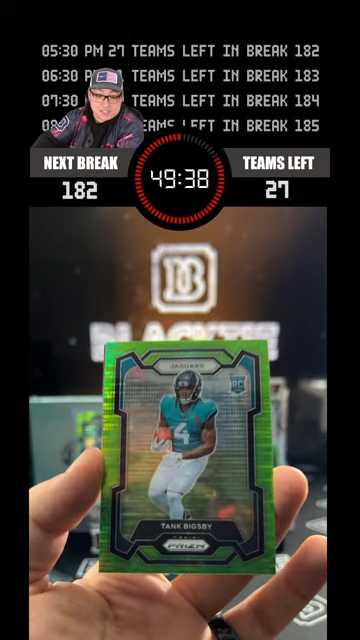 05:30 PM 27 TEAMS LEFT IN BREAK 182
06:30 TEAMS LEFT IN BREAK 183
07:30 TEAMS LEFT IN BREAK 184
TEAMS LEFT IN BREAK 185
NEXT BREAK
182
49:38
TEAMS LEFT
27
JAGUARS
RC
4
TANK BIGSBY
PANINI
PRIZM